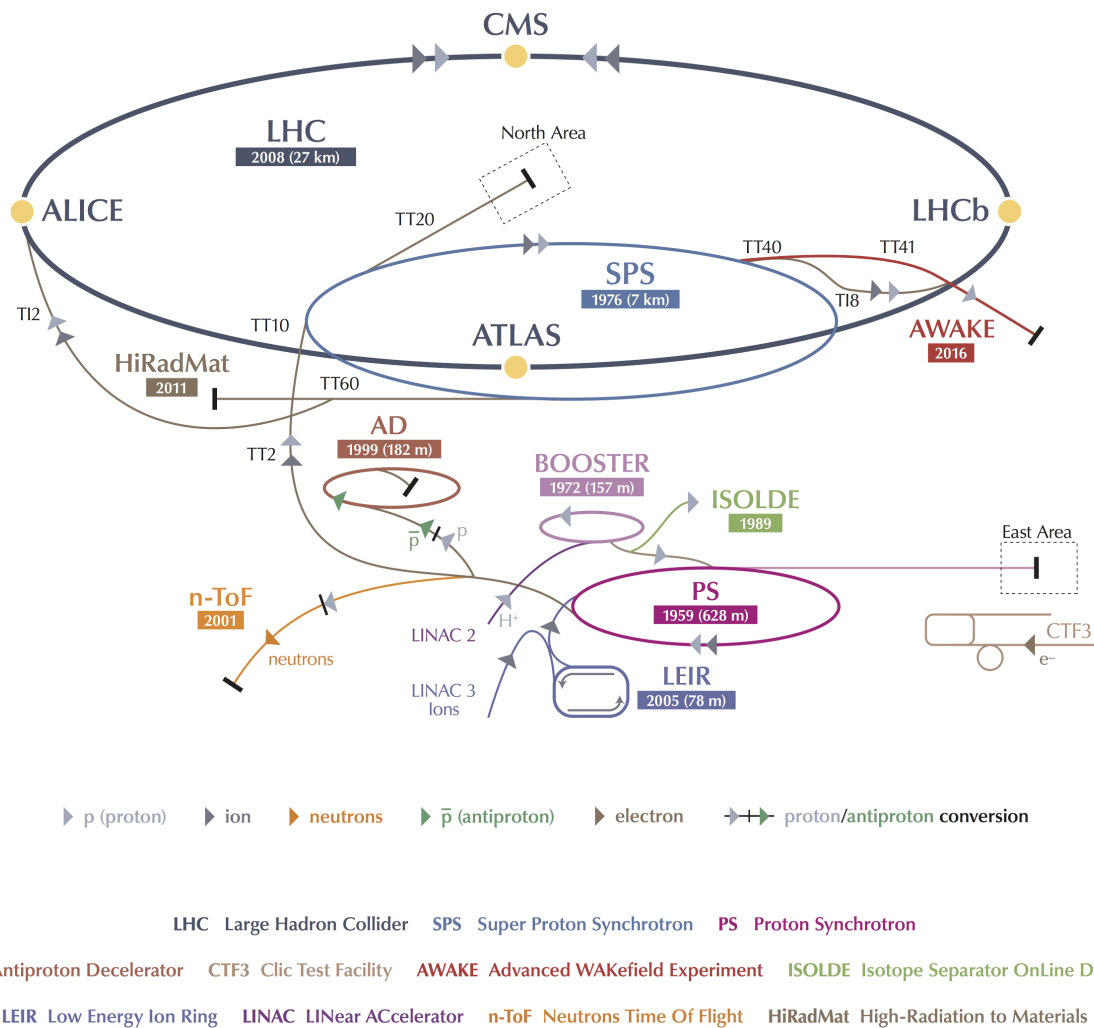 CMS
LHC
2008 (27 km)
North Area
ALICE
LHCb
TT20
TT40
TT41
SPS
1976 (7 km)
TI8
TI2
TT10
ATLAS
AWAKE
2016
HiRadMat
2011
TT60
AD
1999 (182 m)
TT2
BOOSTER
1972 (157 m)
ISOLDE
1989
p̅
p
East Area
n-ToF
2001
PS
1959 (628 m)
H⁺
LINAC 2
neutrons
CTF3
e–
LEIR
2005 (78 m)
LINAC 3
Ions
p (proton)
ion
neutrons
p̅ (antiproton)
electron
proton/antiproton conversion
LHC Large Hadron Collider SPS Super Proton Synchrotron PS Proton Synchrotron
ntiproton Decelerator CTF3 Clic Test Facility AWAKE Advanced WAKefield Experiment ISOLDE Isotope Separator OnLine D
LEIR Low Energy Ion Ring LINAC LINear ACcelerator n-ToF Neutrons Time Of Flight HiRadMat High-Radiation to Materials